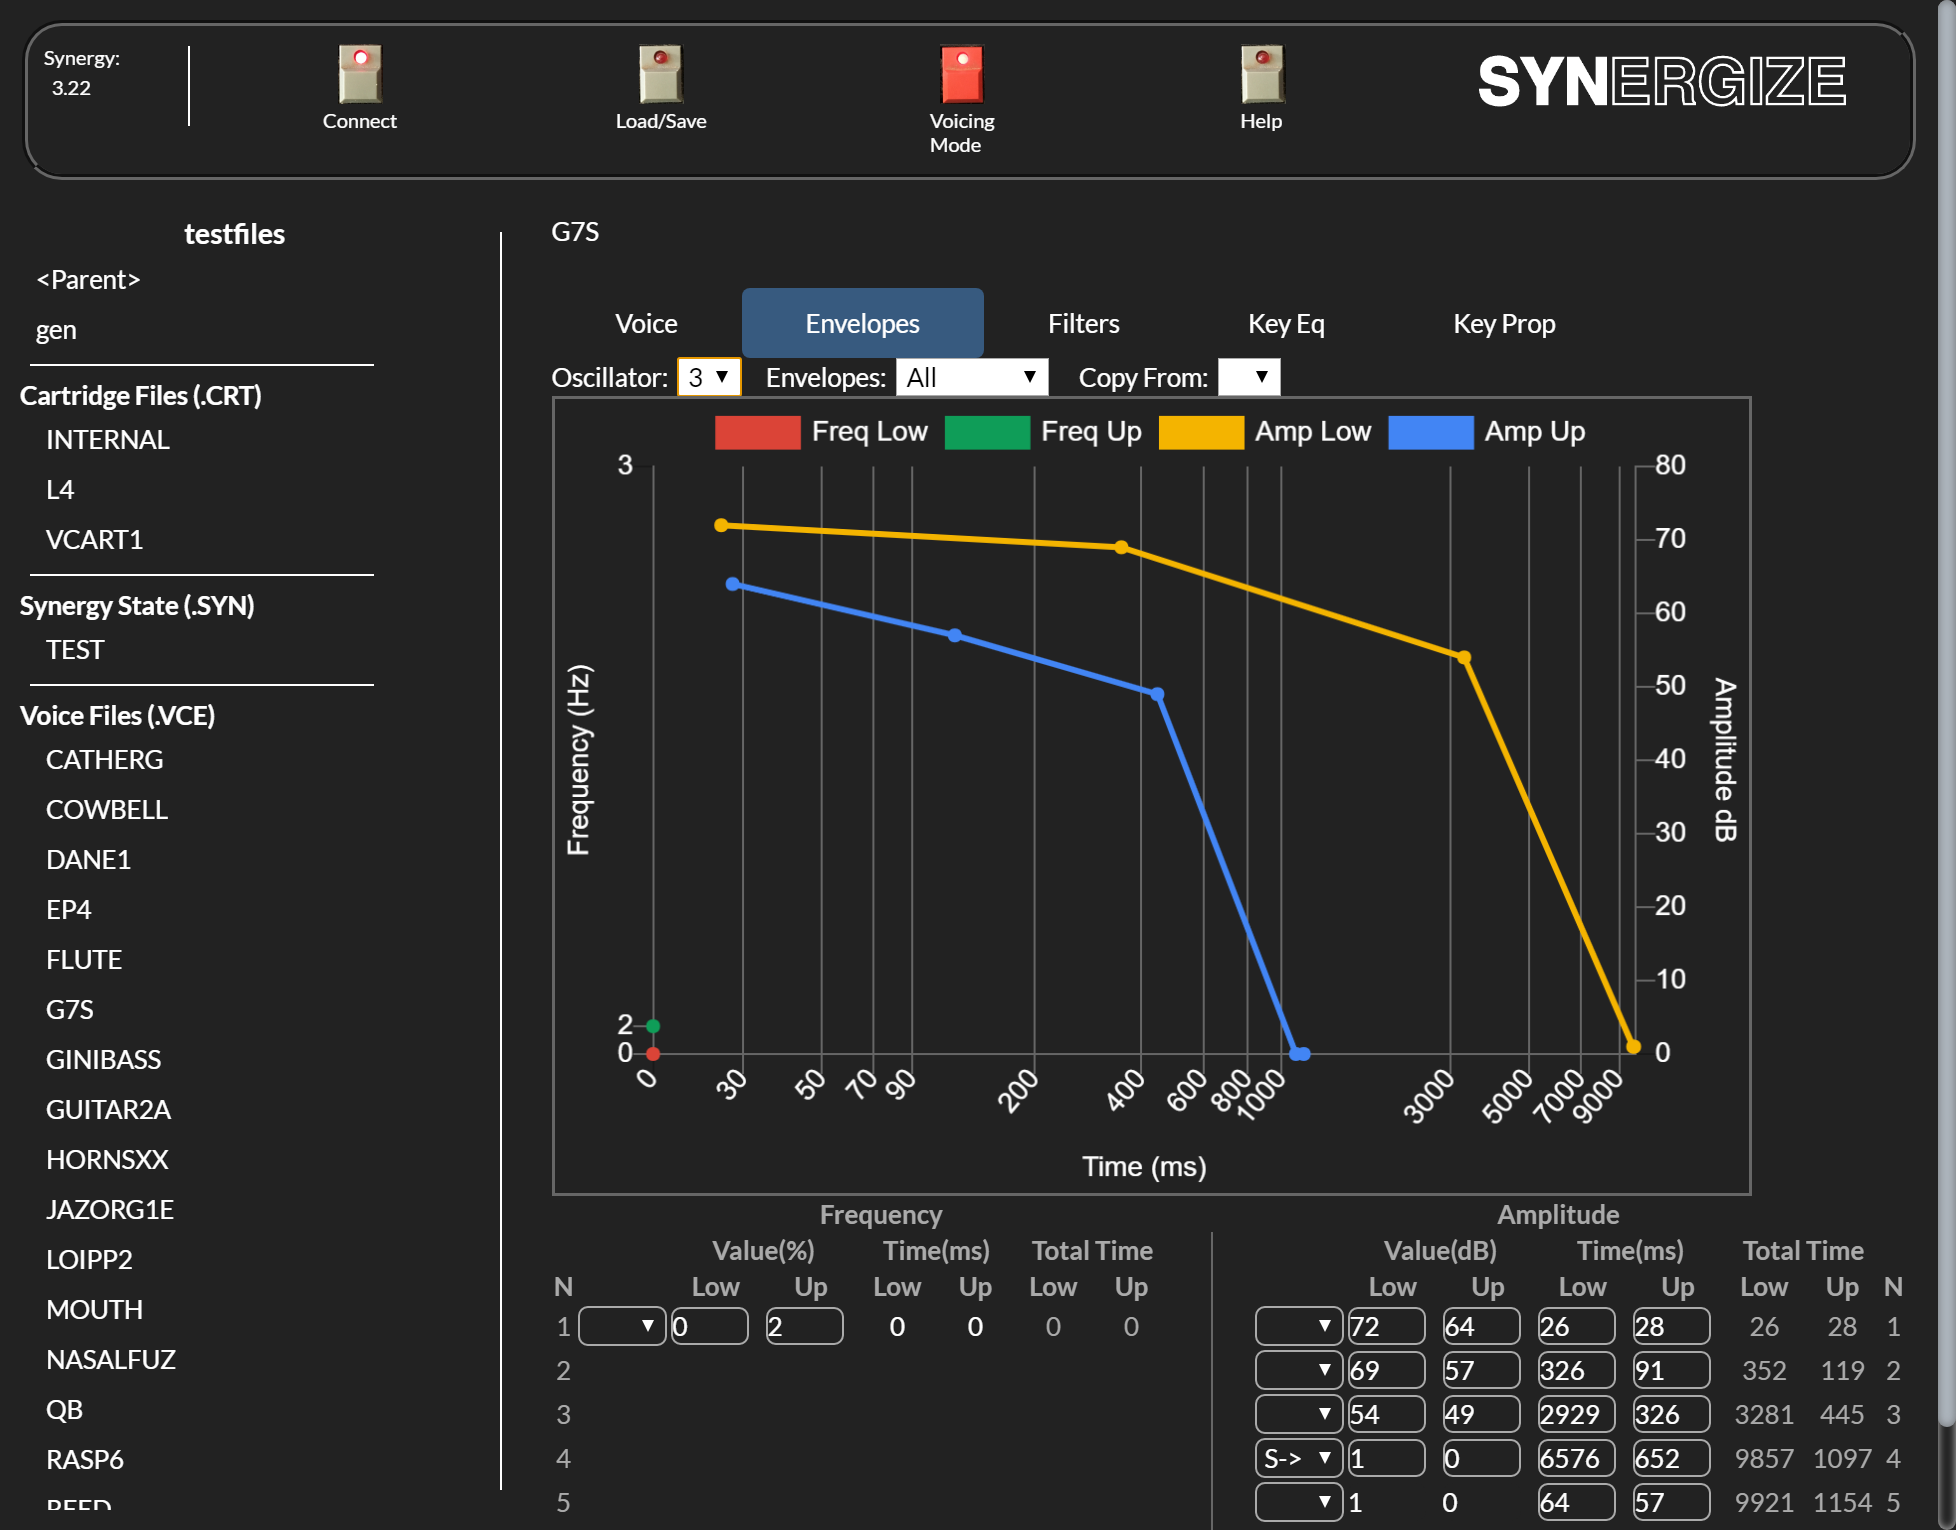 Synergy:
3.22
Connect
Load/Save
Voicing
Mode
Help
SYNERGIZE
testfiles
<Parent>
gen
Cartridge Files (.CRT)
INTERNAL
L4
VCART1
Synergy State (.SYN)
TEST
Voice Files (.VCE)
CATHERG
COWBELL
DANE1
EP4
FLUTE
G7S
GINIBASS
GUITAR2A
HORNSXX
JAZORG1E
LOIPP2
MOUTH
NASALFUZ
QB
RASP6
REED
G7S
Voice Envelopes Filters Key Eq Key Prop
Oscillator: 3 Envelopes: All Copy From:
Freq Low Freq Up Amp Low Amp Up
3
2
0
Frequency (Hz)
80
70
60
50
40
30
20
10
0
Amplitude dB
0 30 50 70 90 200 400 600 800 1000 3000 5000 7000 9000
Time (ms)
Frequency
Value(%) Time(ms) Total Time
N Low Up Low Up Low Up
1 0 2 0 0 0 0
2
3
4
5
Amplitude
Value(dB) Time(ms) Total Time
Low Up Low Up Low Up N
72 64 26 28 26 28 1
69 57 326 91 352 119 2
54 49 2929 326 3281 445 3
S-> 1 0 6576 652 9857 1097 4
1 0 64 57 9921 1154 5